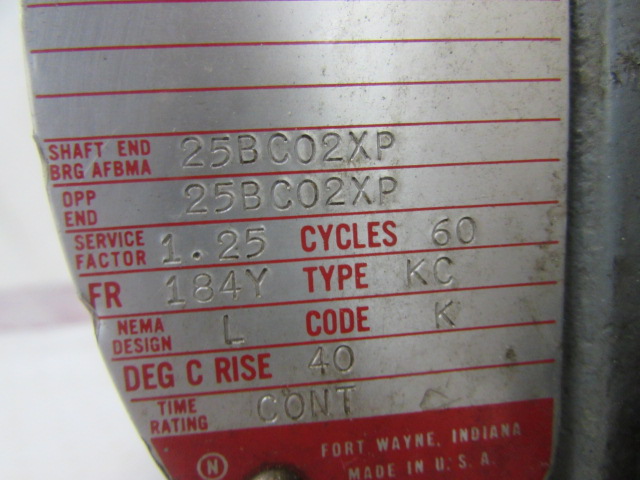 SHAFT END BRG AFBMA 25BC02XP
OPP END 25BC02XP
SERVICE FACTOR 1.25 CYCLES 60
FR 184Y TYPE KC
NEMA DESIGN L CODE K
DEG C RISE 40
TIME RATING CONT
FORT WAYNE, INDIANA
N MADE IN U.S.A.